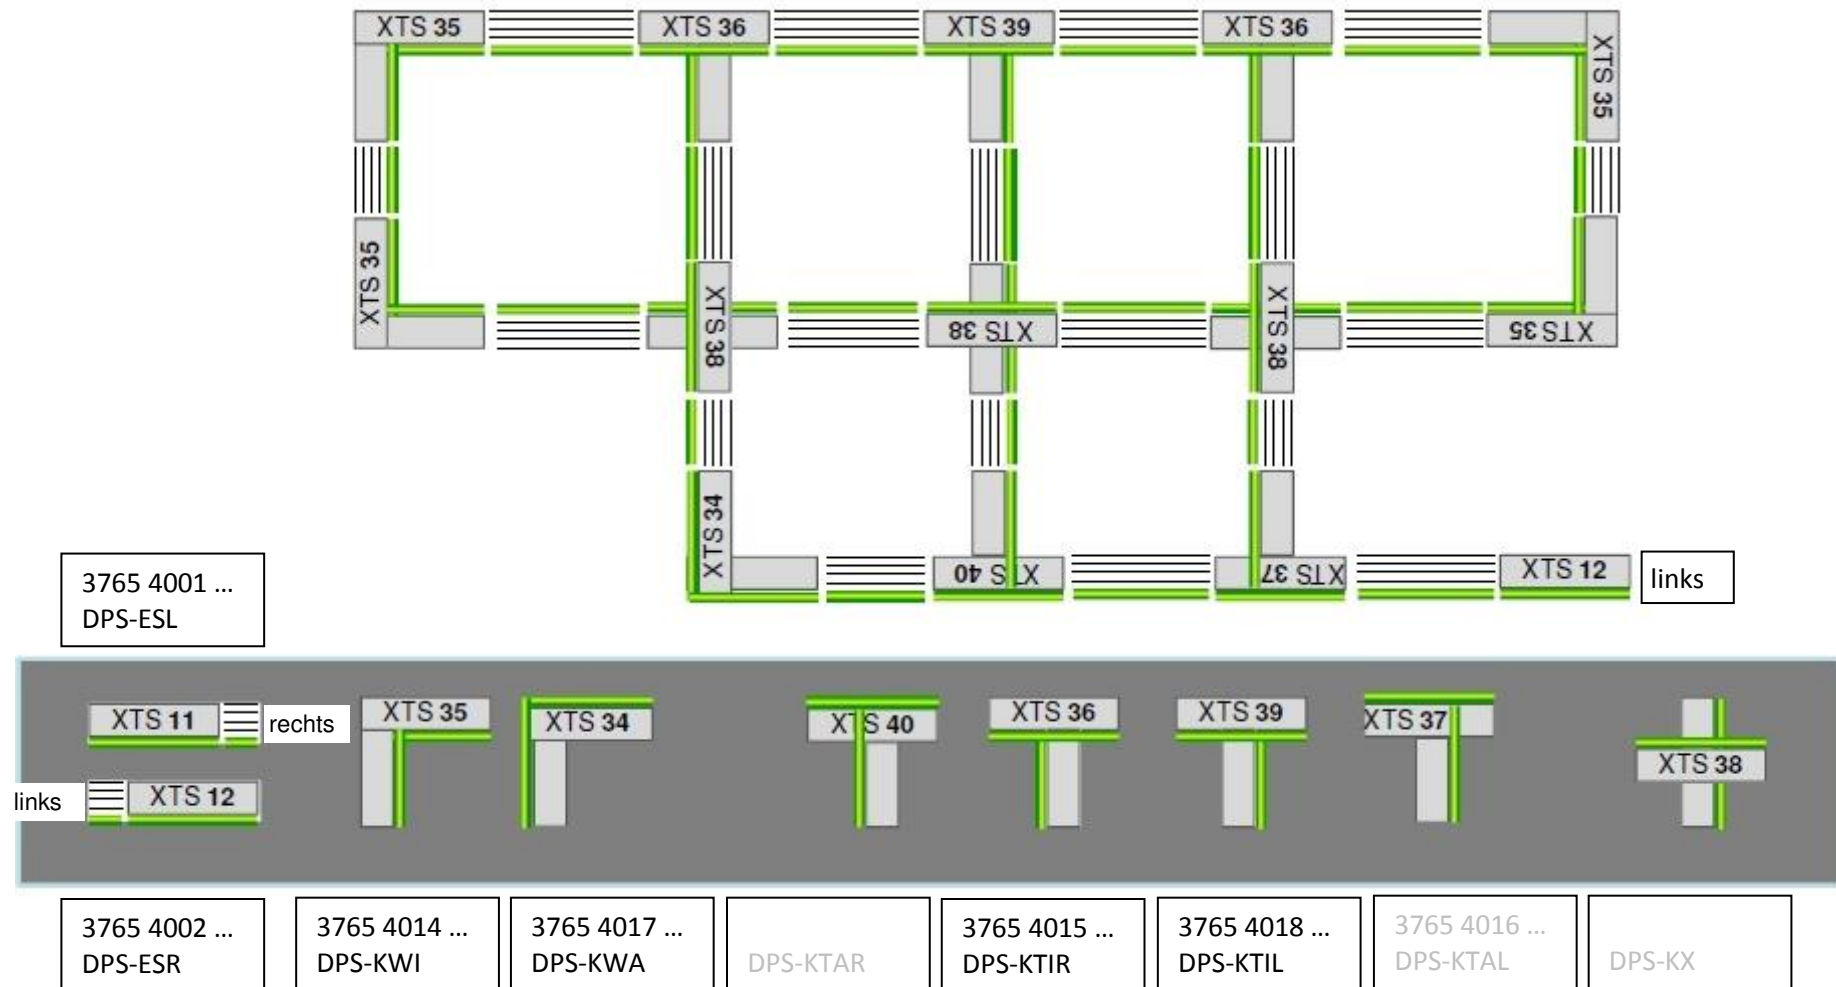 XTS 35
XTS 36
XTS 39
XTS 36
XTS 35
XTS 35
XTS 38
XTS 38
XTS 38
XTS 35
XTS 34
XTS 40
XTS 37
XTS 12
links
3765 4001 ...
DPS-ESL
XTS 11
rechts
XTS 35
XTS 34
XTS 40
XTS 36
XTS 39
XTS 37
XTS 38
links
XTS 12
3765 4002 ...
DPS-ESR
3765 4014 ...
DPS-KWI
3765 4017 ...
DPS-KWA
DPS-KTAR
3765 4015 ...
DPS-KTIR
3765 4018 ...
DPS-KTIL
3765 4016 ...
DPS-KTAL
DPS-KX